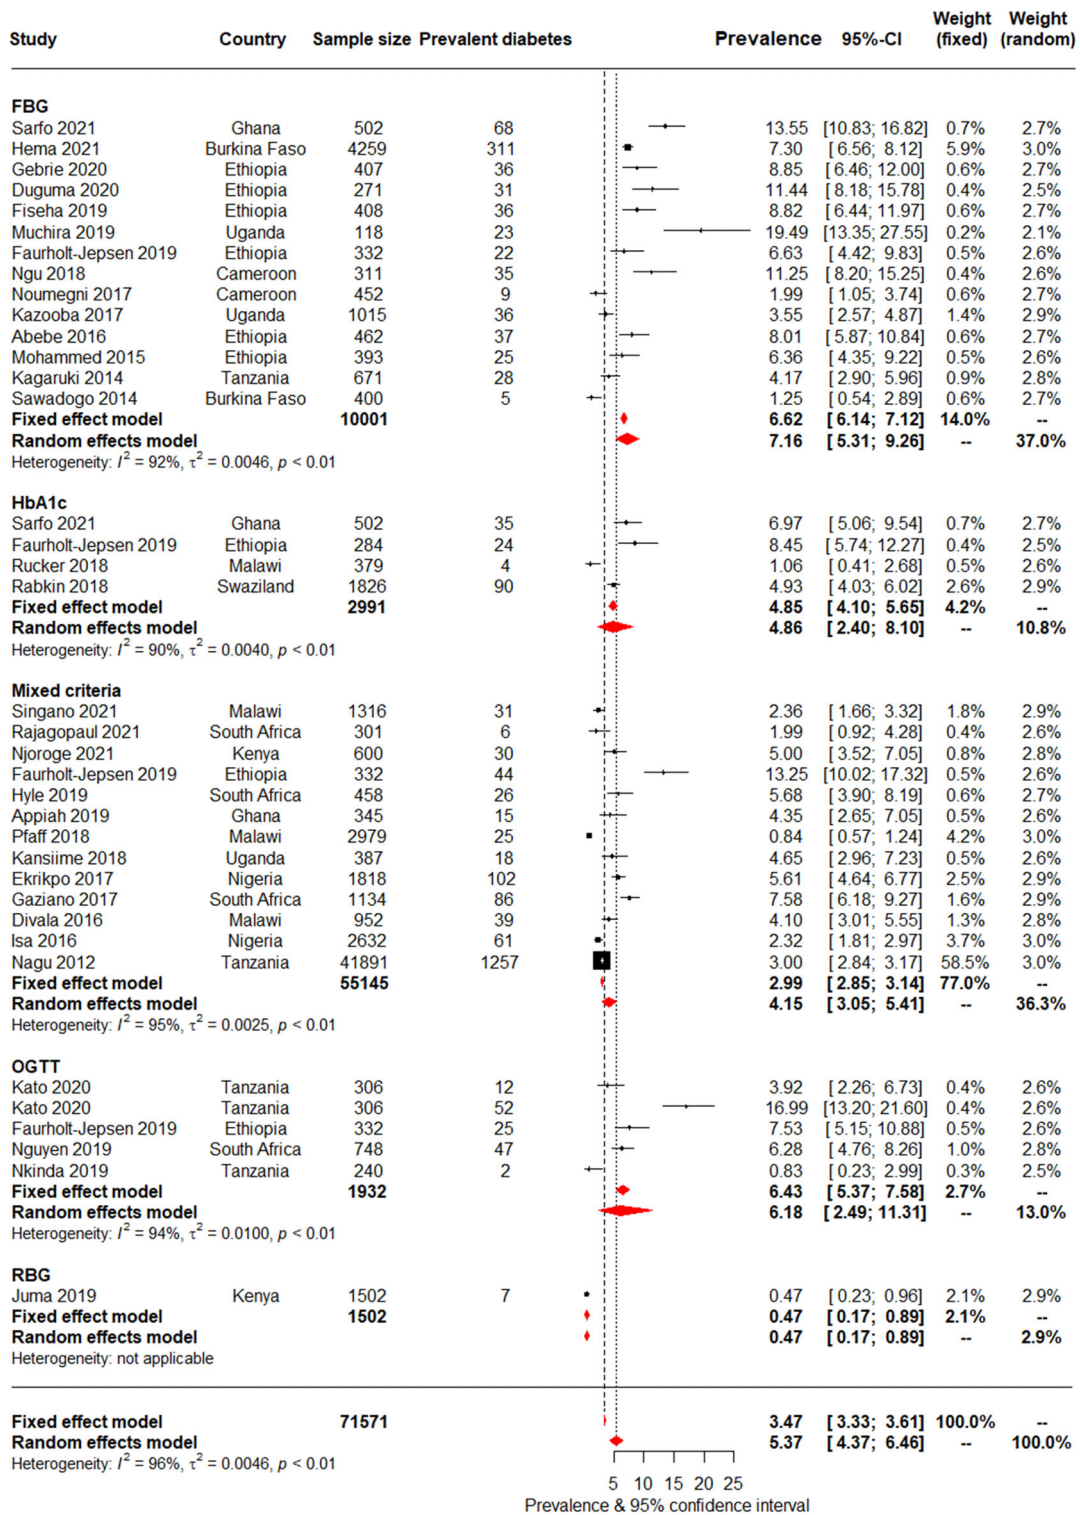 Study Country Sample size Prevalent diabetes Prevalence 95%-CI Weight (fixed) Weight (random)
FBG
Sarfo 2021 Ghana 502 68 13.55 [10.83; 16.82] 0.7% 2.7%
Hema 2021 Burkina Faso 4259 311 7.30 [ 6.56; 8.12] 5.9% 3.0%
Gebrie 2020 Ethiopia 407 36 8.85 [ 6.46; 12.00] 0.6% 2.7%
Duguma 2020 Ethiopia 271 31 11.44 [ 8.18; 15.78] 0.4% 2.5%
Fiseha 2019 Ethiopia 408 36 8.82 [ 6.44; 11.97] 0.6% 2.7%
Muchira 2019 Uganda 118 23 19.49 [13.35; 27.55] 0.2% 2.1%
Faurholt-Jepsen 2019 Ethiopia 332 22 6.63 [ 4.42; 9.83] 0.5% 2.6%
Ngu 2018 Cameroon 311 35 11.25 [ 8.20; 15.25] 0.4% 2.6%
Noumegni 2017 Cameroon 452 9 1.99 [ 1.05; 3.74] 0.6% 2.7%
Kazooba 2017 Uganda 1015 36 3.55 [ 2.57; 4.87] 1.4% 2.9%
Abebe 2016 Ethiopia 462 37 8.01 [ 5.87; 10.84] 0.6% 2.7%
Mohammed 2015 Ethiopia 393 25 6.36 [ 4.35; 9.22] 0.5% 2.6%
Kagaruki 2014 Tanzania 671 28 4.17 [ 2.90; 5.96] 0.9% 2.8%
Sawadogo 2014 Burkina Faso 400 5 1.25 [ 0.54; 2.89] 0.6% 2.7%
Fixed effect model 10001 6.62 [ 6.14; 7.12] 14.0% --
Random effects model 7.16 [ 5.31; 9.26] -- 37.0%
Heterogeneity: I² = 92%, τ² = 0.0046, p < 0.01
HbA1c
Sarfo 2021 Ghana 502 35 6.97 [ 5.06; 9.54] 0.7% 2.7%
Faurholt-Jepsen 2019 Ethiopia 284 24 8.45 [ 5.74; 12.27] 0.4% 2.5%
Rucker 2018 Malawi 379 4 1.06 [ 0.41; 2.68] 0.5% 2.6%
Rabkin 2018 Swaziland 1826 90 4.93 [ 4.03; 6.02] 2.6% 2.9%
Fixed effect model 2991 4.85 [ 4.10; 5.65] 4.2% --
Random effects model 4.86 [ 2.40; 8.10] -- 10.8%
Heterogeneity: I² = 90%, τ² = 0.0040, p < 0.01
Mixed criteria
Singano 2021 Malawi 1316 31 2.36 [ 1.66; 3.32] 1.8% 2.9%
Rajagopaul 2021 South Africa 301 6 1.99 [ 0.92; 4.28] 0.4% 2.6%
Njoroge 2021 Kenya 600 30 5.00 [ 3.52; 7.05] 0.8% 2.8%
Faurholt-Jepsen 2019 Ethiopia 332 44 13.25 [10.02; 17.32] 0.5% 2.6%
Hyle 2019 South Africa 458 26 5.68 [ 3.90; 8.19] 0.6% 2.7%
Appiah 2019 Ghana 345 15 4.35 [ 2.65; 7.05] 0.5% 2.6%
Pfaff 2018 Malawi 2979 25 0.84 [ 0.57; 1.24] 4.2% 3.0%
Kansiime 2018 Uganda 387 18 4.65 [ 2.96; 7.23] 0.5% 2.6%
Ekrikpo 2017 Nigeria 1818 102 5.61 [ 4.64; 6.77] 2.5% 2.9%
Gaziano 2017 South Africa 1134 86 7.58 [ 6.18; 9.27] 1.6% 2.9%
Divala 2016 Malawi 952 39 4.10 [ 3.01; 5.55] 1.3% 2.8%
Isa 2016 Nigeria 2632 61 2.32 [ 1.81; 2.97] 3.7% 3.0%
Nagu 2012 Tanzania 41891 1257 3.00 [ 2.84; 3.17] 58.5% 3.0%
Fixed effect model 55145 2.99 [ 2.85; 3.14] 77.0% --
Random effects model 4.15 [ 3.05; 5.41] -- 36.3%
Heterogeneity: I² = 95%, τ² = 0.0025, p < 0.01
OGTT
Kato 2020 Tanzania 306 12 3.92 [ 2.26; 6.73] 0.4% 2.6%
Kato 2020 Tanzania 306 52 16.99 [13.20; 21.60] 0.4% 2.6%
Faurholt-Jepsen 2019 Ethiopia 332 25 7.53 [ 5.15; 10.88] 0.5% 2.6%
Nguyen 2019 South Africa 748 47 6.28 [ 4.76; 8.26] 1.0% 2.8%
Nkinda 2019 Tanzania 240 2 0.83 [ 0.23; 2.99] 0.3% 2.5%
Fixed effect model 1932 6.43 [ 5.37; 7.58] 2.7% --
Random effects model 6.18 [ 2.49; 11.31] -- 13.0%
Heterogeneity: I² = 94%, τ² = 0.0100, p < 0.01
RBG
Juma 2019 Kenya 1502 7 0.47 [ 0.23; 0.96] 2.1% 2.9%
Fixed effect model 1502 0.47 [ 0.17; 0.89] 2.1% --
Random effects model 0.47 [ 0.17; 0.89] -- 2.9%
Heterogeneity: not applicable
Fixed effect model 71571 3.47 [ 3.33; 3.61] 100.0% --
Random effects model 5.37 [ 4.37; 6.46] -- 100.0%
Heterogeneity: I² = 96%, τ² = 0.0046, p < 0.01
5 10 15 20 25
Prevalence & 95% confidence interval